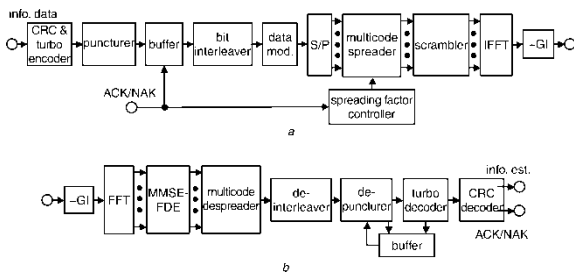 info. data
CRC &
turbo
encoder
puncturer
buffer
bit
interleaver
data
mod.
S/P
multicode
spreader
scrambler
IFFT
~GI
ACK/NAK
spreading factor
controller
a
~GI
FFT
MMSE-
FDE
multicode
despreader
de-
interleaver
de-
puncturer
turbo
decoder
CRC
decoder
info. est.
ACK/NAK
buffer
b